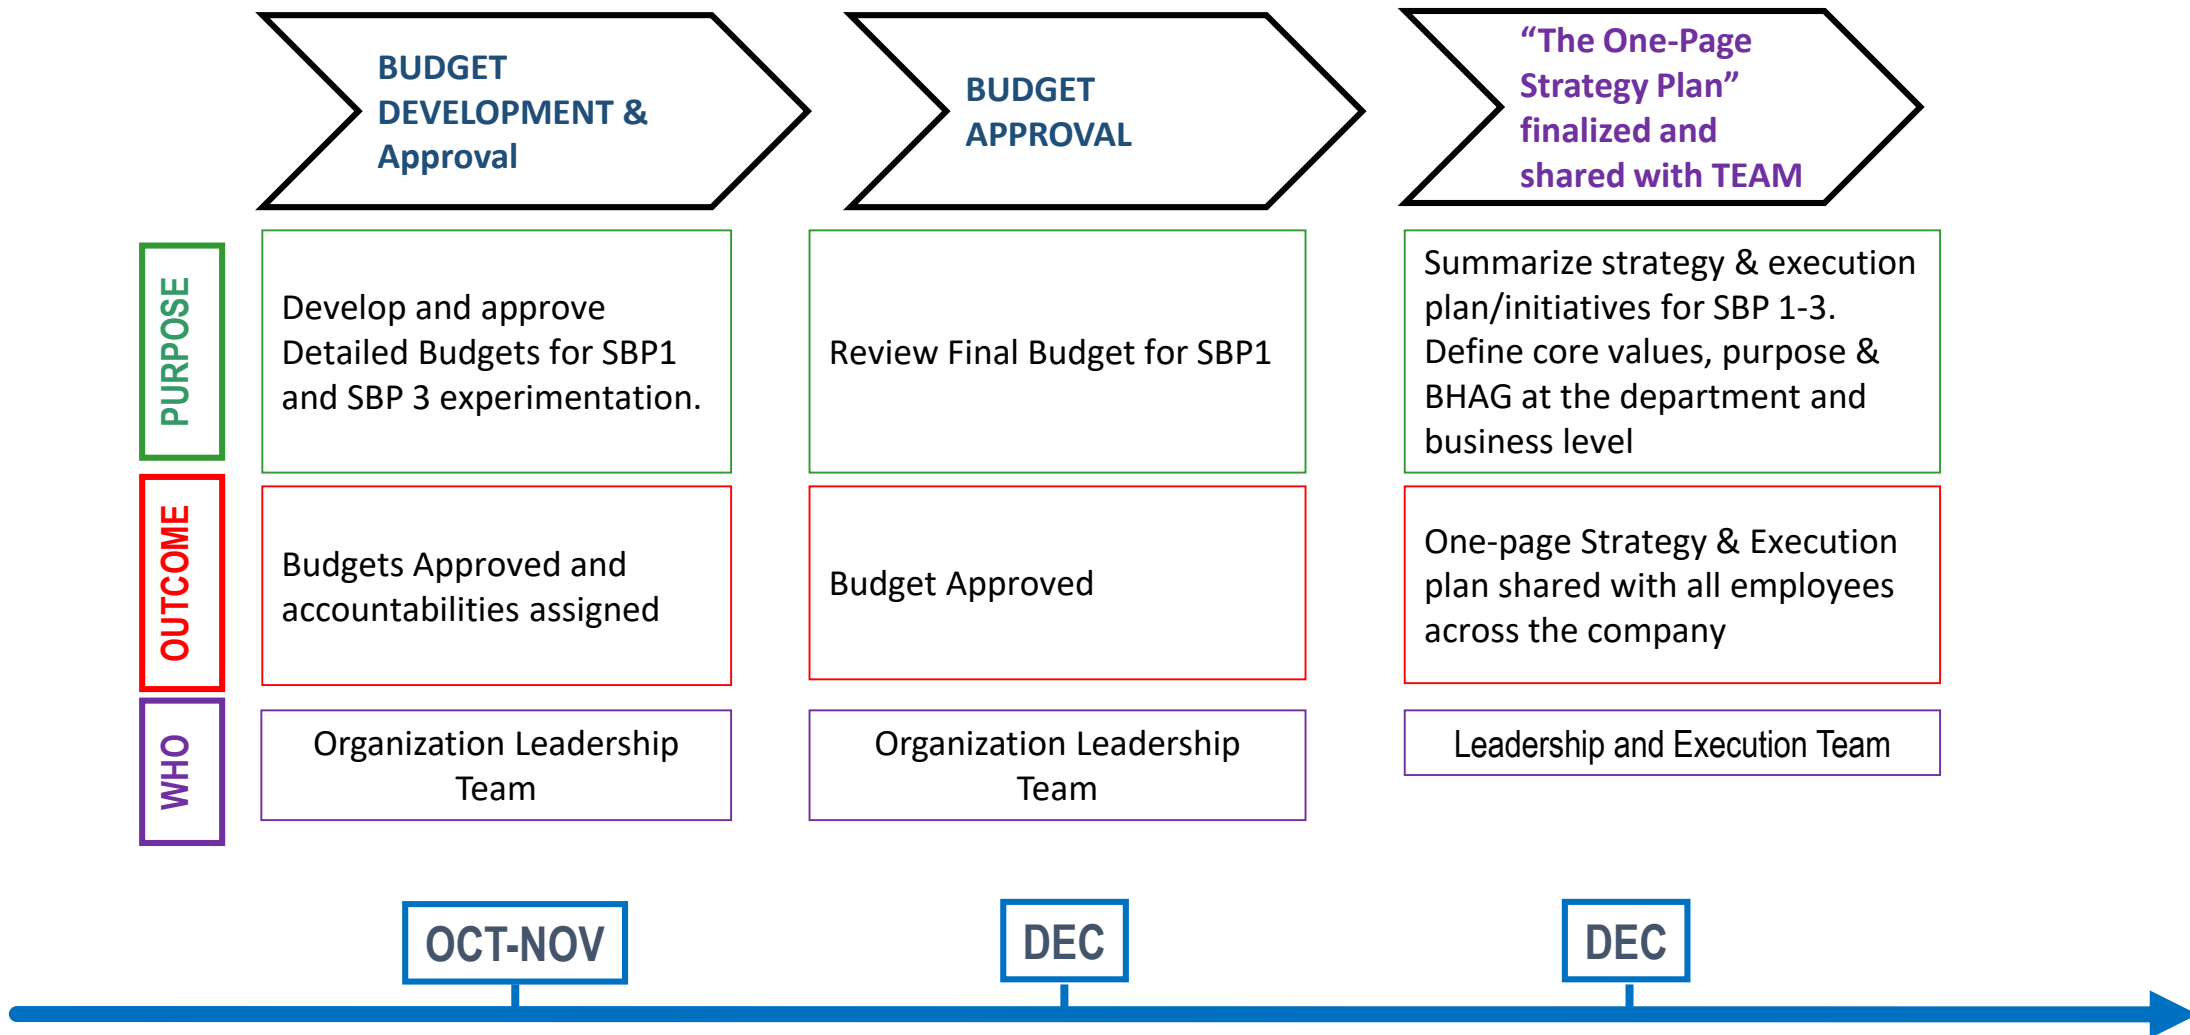 BUDGET
DEVELOPMENT &
Approval
BUDGET
APPROVAL
“The One-Page
Strategy Plan”
finalized and
shared with TEAM
PURPOSE
Develop and approve
Detailed Budgets for SBP1
and SBP 3 experimentation.
Review Final Budget for SBP1
Summarize strategy & execution
plan/initiatives for SBP 1-3.
Define core values, purpose &
BHAG at the department and
business level
OUTCOME
Budgets Approved and
accountabilities assigned
Budget Approved
One-page Strategy & Execution
plan shared with all employees
across the company
WHO
Organization Leadership
Team
Organization Leadership
Team
Leadership and Execution Team
OCT-NOV
DEC
DEC